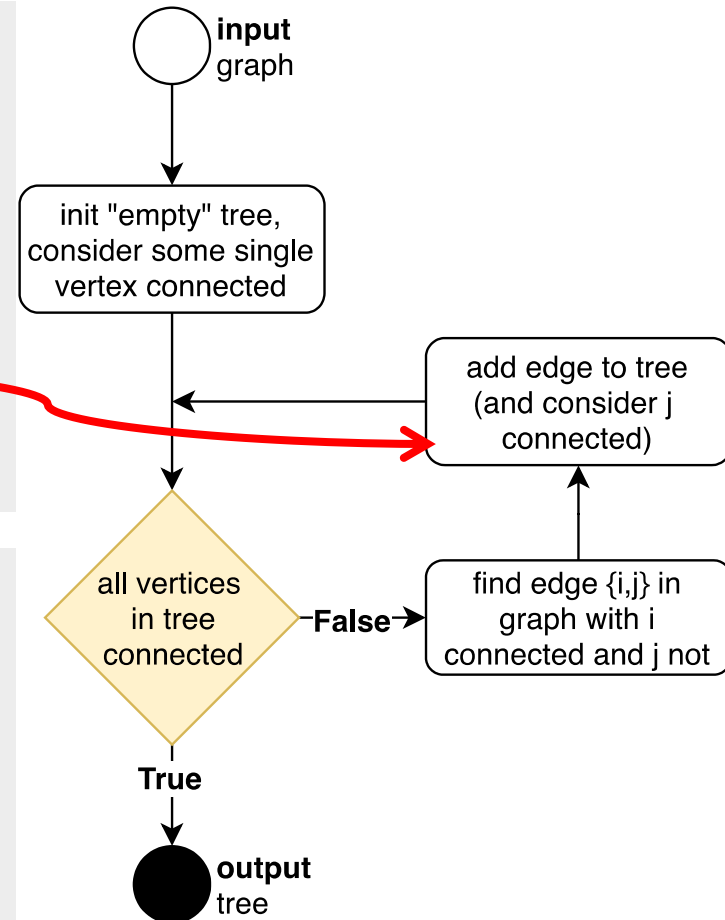 input
graph
init "empty" tree,
consider some single
vertex connected
add edge to tree
(and consider j
connected)
all vertices
in tree
connected
False
find edge {i,j} in
graph with i
connected and j not
True
output
tree